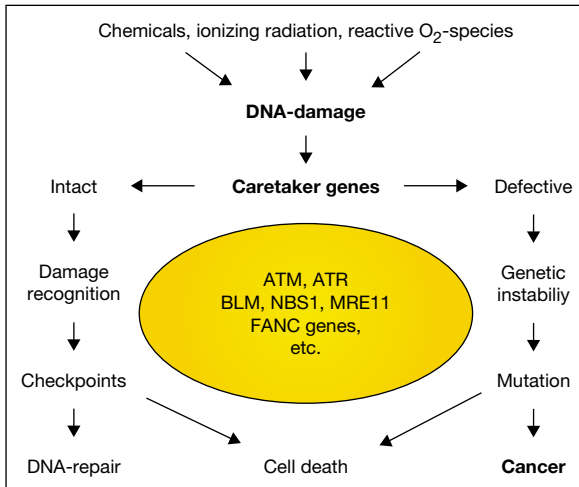 Chemicals, ionizing radiation, reactive O2-species
DNA-damage
Intact
Caretaker genes
Defective
Damage
recognition
ATM, ATR
BLM, NBS1, MRE11
FANC genes,
etc.
Genetic
instabiliy
Checkpoints
Mutation
DNA-repair
Cell death
Cancer